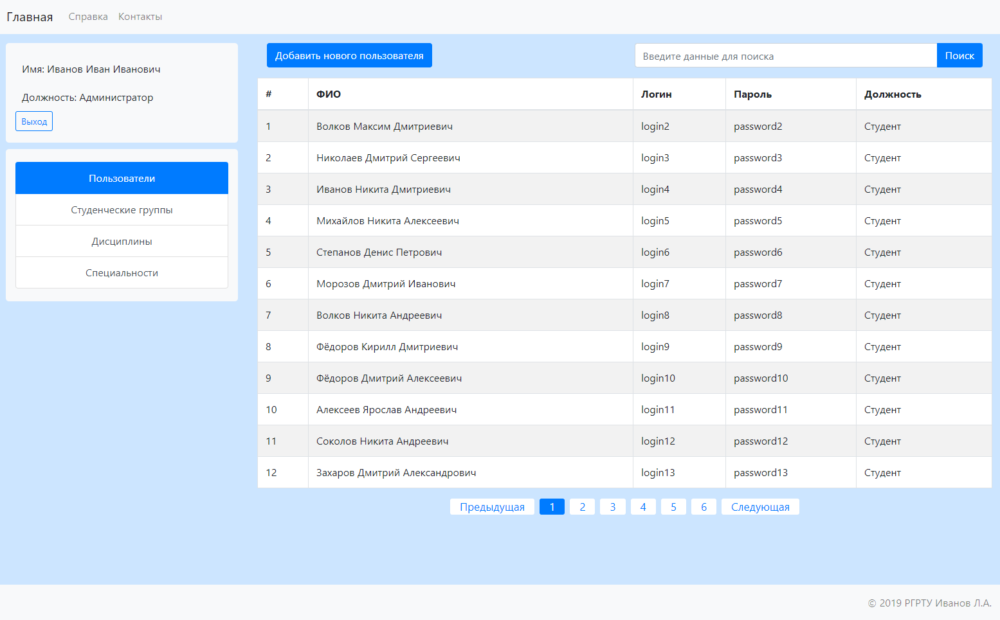 Главная Справка Контакты
Имя: Иванов Иван Иванович
Должность: Администратор
Выход
Пользователи
Студенческие группы
Дисциплины
Специальности
Добавить нового пользователя Введите данные для поиска Поиск
# ФИО Логин Пароль Должность
1 Волков Максим Дмитриевич login2 password2 Студент
2 Николаев Дмитрий Сергеевич login3 password3 Студент
3 Иванов Никита Дмитриевич login4 password4 Студент
4 Михайлов Никита Алексеевич login5 password5 Студент
5 Степанов Денис Петрович login6 password6 Студент
6 Морозов Дмитрий Иванович login7 password7 Студент
7 Волков Никита Андреевич login8 password8 Студент
8 Фёдоров Кирилл Дмитриевич login9 password9 Студент
9 Фёдоров Дмитрий Алексеевич login10 password10 Студент
10 Алексеев Ярослав Андреевич login11 password11 Студент
11 Соколов Никита Андреевич login12 password12 Студент
12 Захаров Дмитрий Александрович login13 password13 Студент
Предыдущая 1 2 3 4 5 6 Следующая
© 2019 РГРТУ Иванов Л.А.